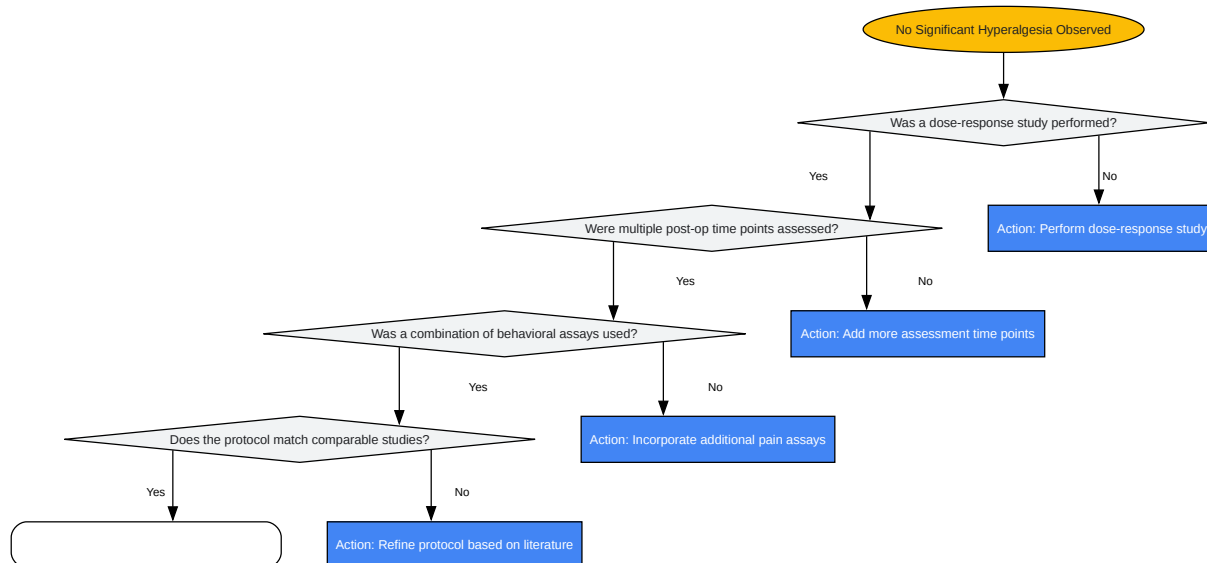 No Significant Hyperalgesia Observed
Was a dose-response study performed?
Yes
No
Were multiple post-op time points assessed?
Action: Perform dose-response study
Yes
No
Was a combination of behavioral assays used?
Action: Add more assessment time points
Yes
No
Does the protocol match comparable studies?
Action: Incorporate additional pain assays
Yes
No
Action: Refine protocol based on literature